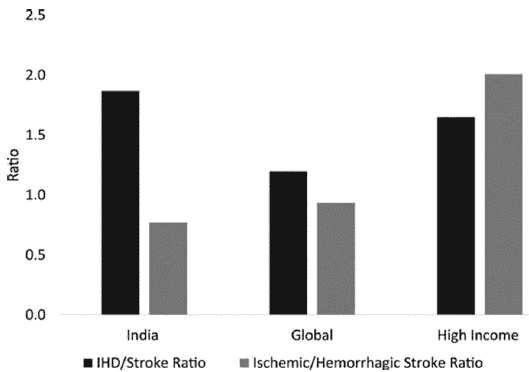 2.5
2.0
1.5
1.0
0.5
0.0
Ratio
India Global High Income
IHD/Stroke Ratio Ischemic/Hemorrhagic Stroke Ratio